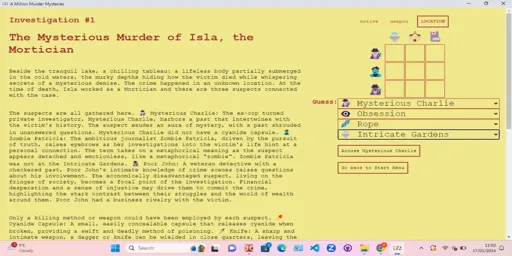 A Million Murder Mysteries
Investigation #1
motive weapon LOCATION
The Mysterious Murder of Isla, the
Mortician
Beside the tranquil lake, a chilling tableau: a lifeless body partially submerged
in the cold waters, the murky depths hiding how the victim died while whispering
secrets of a mysterious demise. The crime happened in an unknown location. At the
time of death, Isla worked as a Mortician and there are three suspects connected
with the case.
The suspects are all gathered here. Mysterious Charlie: The ex-cop turned
private investigator, Mysterious Charlie, harbors a past that intertwines with
the victim's history. The suspect exudes an aura of mystery, with a past shrouded
in unanswered questions. Mysterious Charlie did not have a cyanide capsule.
Zombie Patricia: The ambitious journalist Zombie Patricia, driven by the pursuit
of truth, raises eyebrows as her investigations into the victim's life hint at a
personal connection. The term takes on a metaphorical meaning as the suspect
appears detached and emotionless, like a metaphorical "zombie". Zombie Patricia
was not at the Intricate Gardens. Poor John: A veteran detective with a
checkered past, Poor John's intimate knowledge of crime scenes raises questions
about his involvement. The economically disadvantaged suspect, living on the
fringes of society, becomes a focal point of the investigation. Financial
desperation and a sense of injustice may drive them to commit the crime,
highlighting the stark contrast between their struggles and the world of wealth
around them. Poor John had a business rivalry with the victim.
Only a killing method or weapon could have been employed by each suspect.
Cyanide Capsule: A small, easily concealable capsule that releases cyanide when
broken, providing a swift and deadly method of poisoning. Knife: A sharp and
intimate weapon, a dagger or knife can be wielded in close quarters, leaving the
Guess: Mysterious Charlie
Obsession
Rope
Intricate Gardens
Accuse Mysterious Charlie
Go back to Start Menu
Cloudy
Search
11:02
17/01/2024